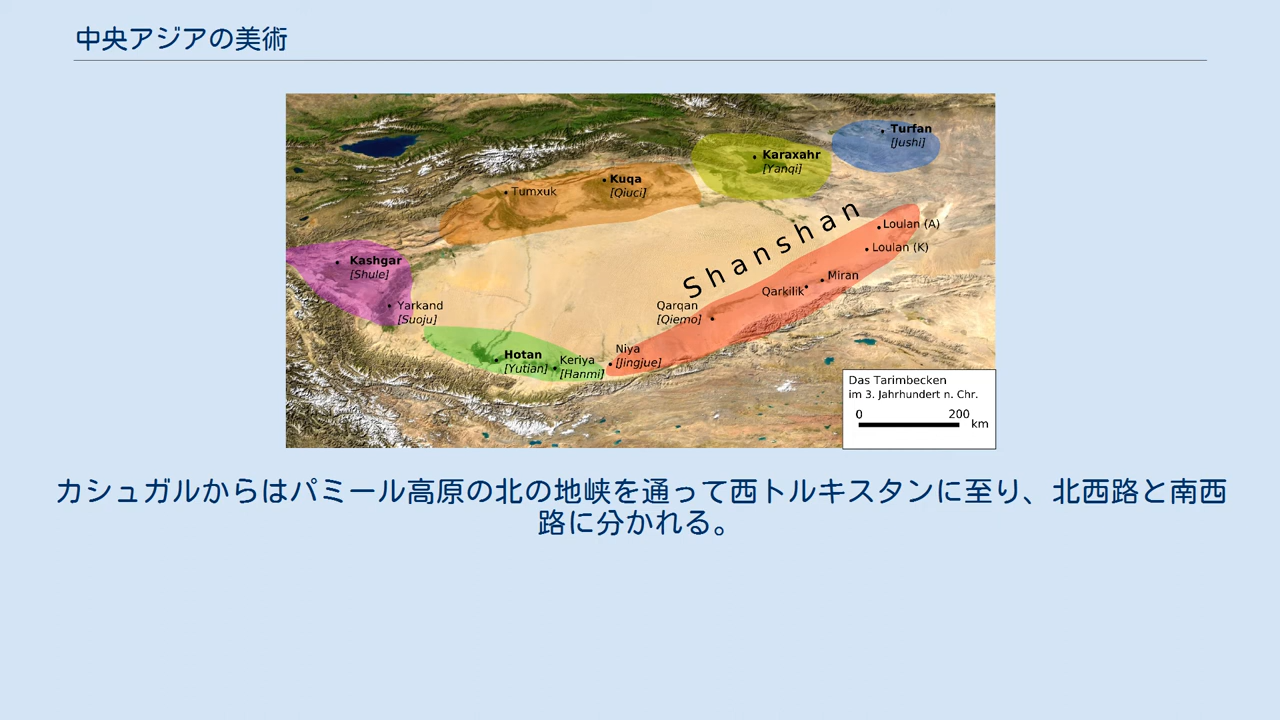 中央アジアの美術
Turfan
[Jushi]
Karaxahr
[Yanqi]
Kuqa
[Qiuci]
Tumxuk
Shanshan
Loulan (A)
Loulan (K)
Kashgar
[Shule]
Miran
Qarkilik
Yarkand
[Suoju]
Qarqan
[Qiemo]
Niya
[Jingjue]
Hotan
[Yutian]
Keriya
[Hanmi]
Das Tarimbecken
im 3. Jahrhundert n. Chr.
0 200
km
カシュガルからはパミール高原の北の地峡を通って西トルキスタンに至り、北西路と南西
路に分かれる。